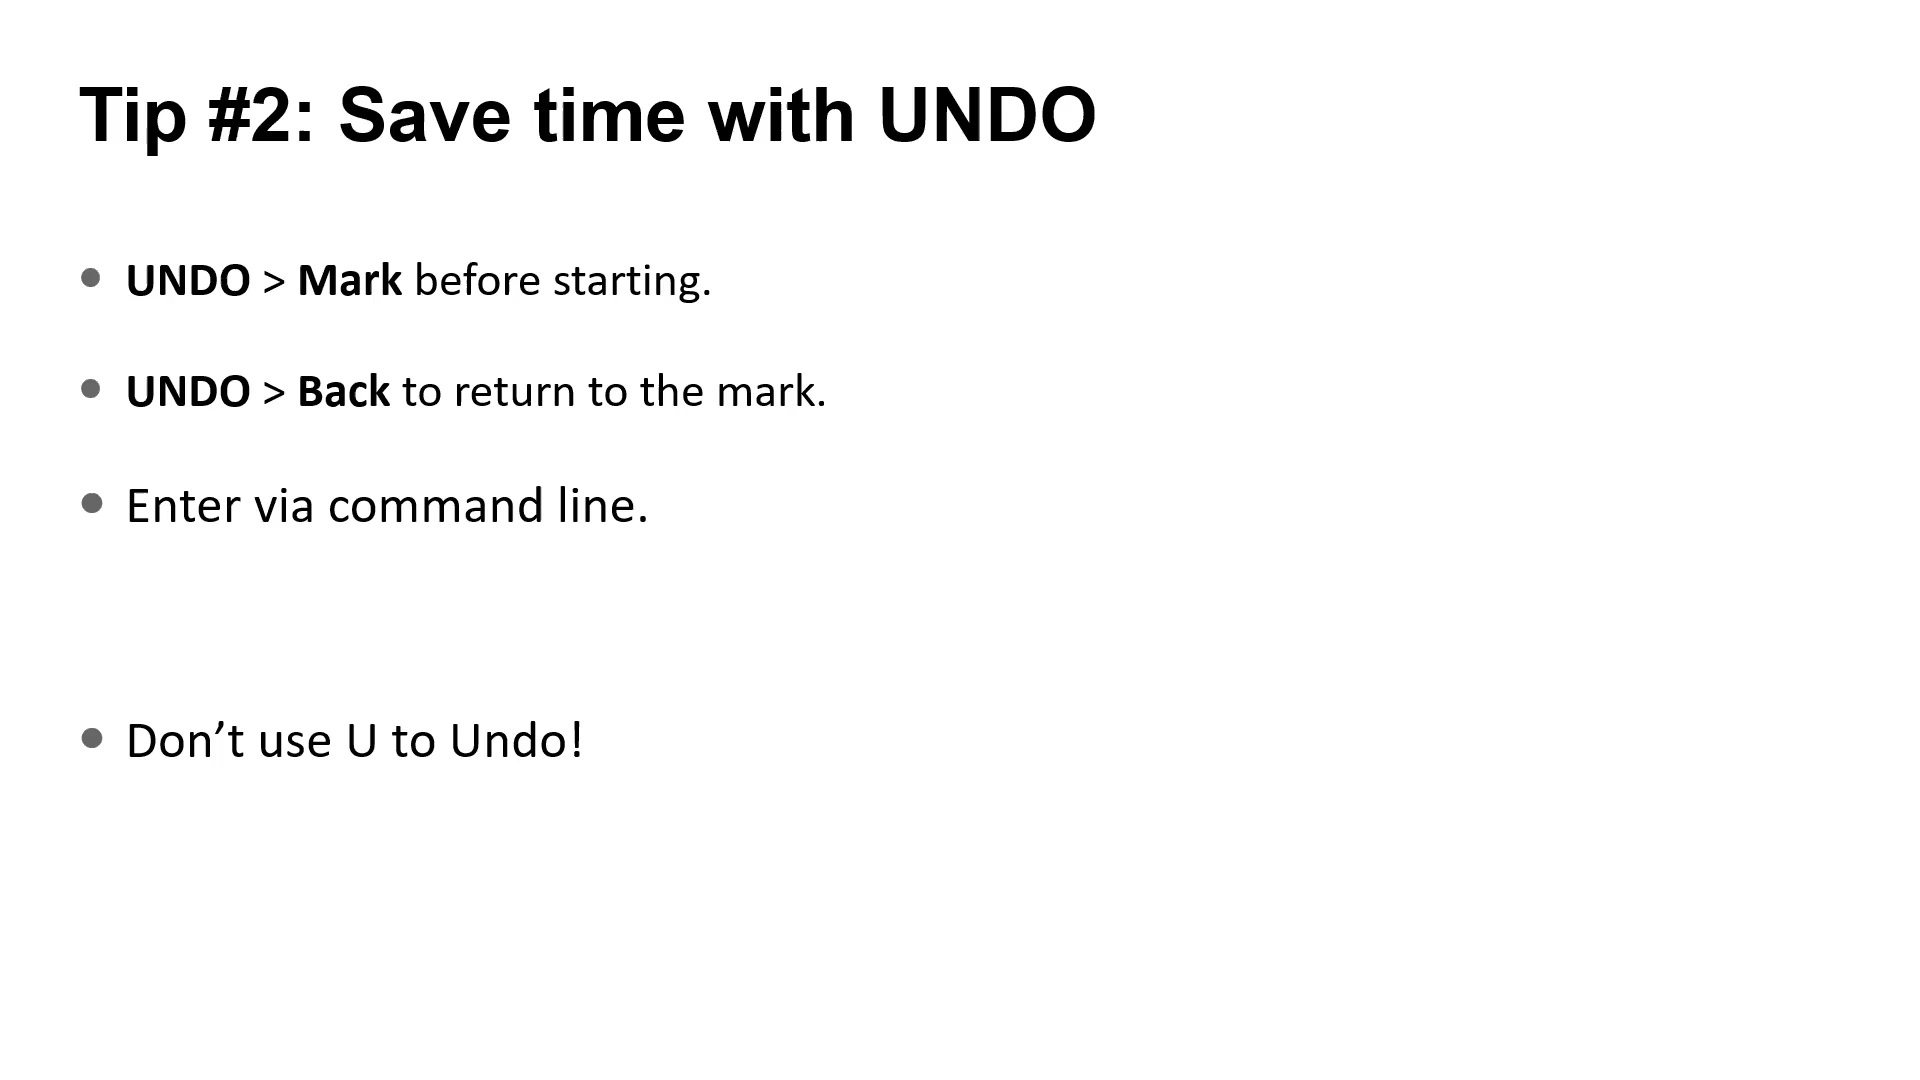 Tip #2: Save time with UNDO
• UNDO > Mark before starting.
• UNDO > Back to return to the mark.
• Enter via command line.
• Don’t use U to Undo!